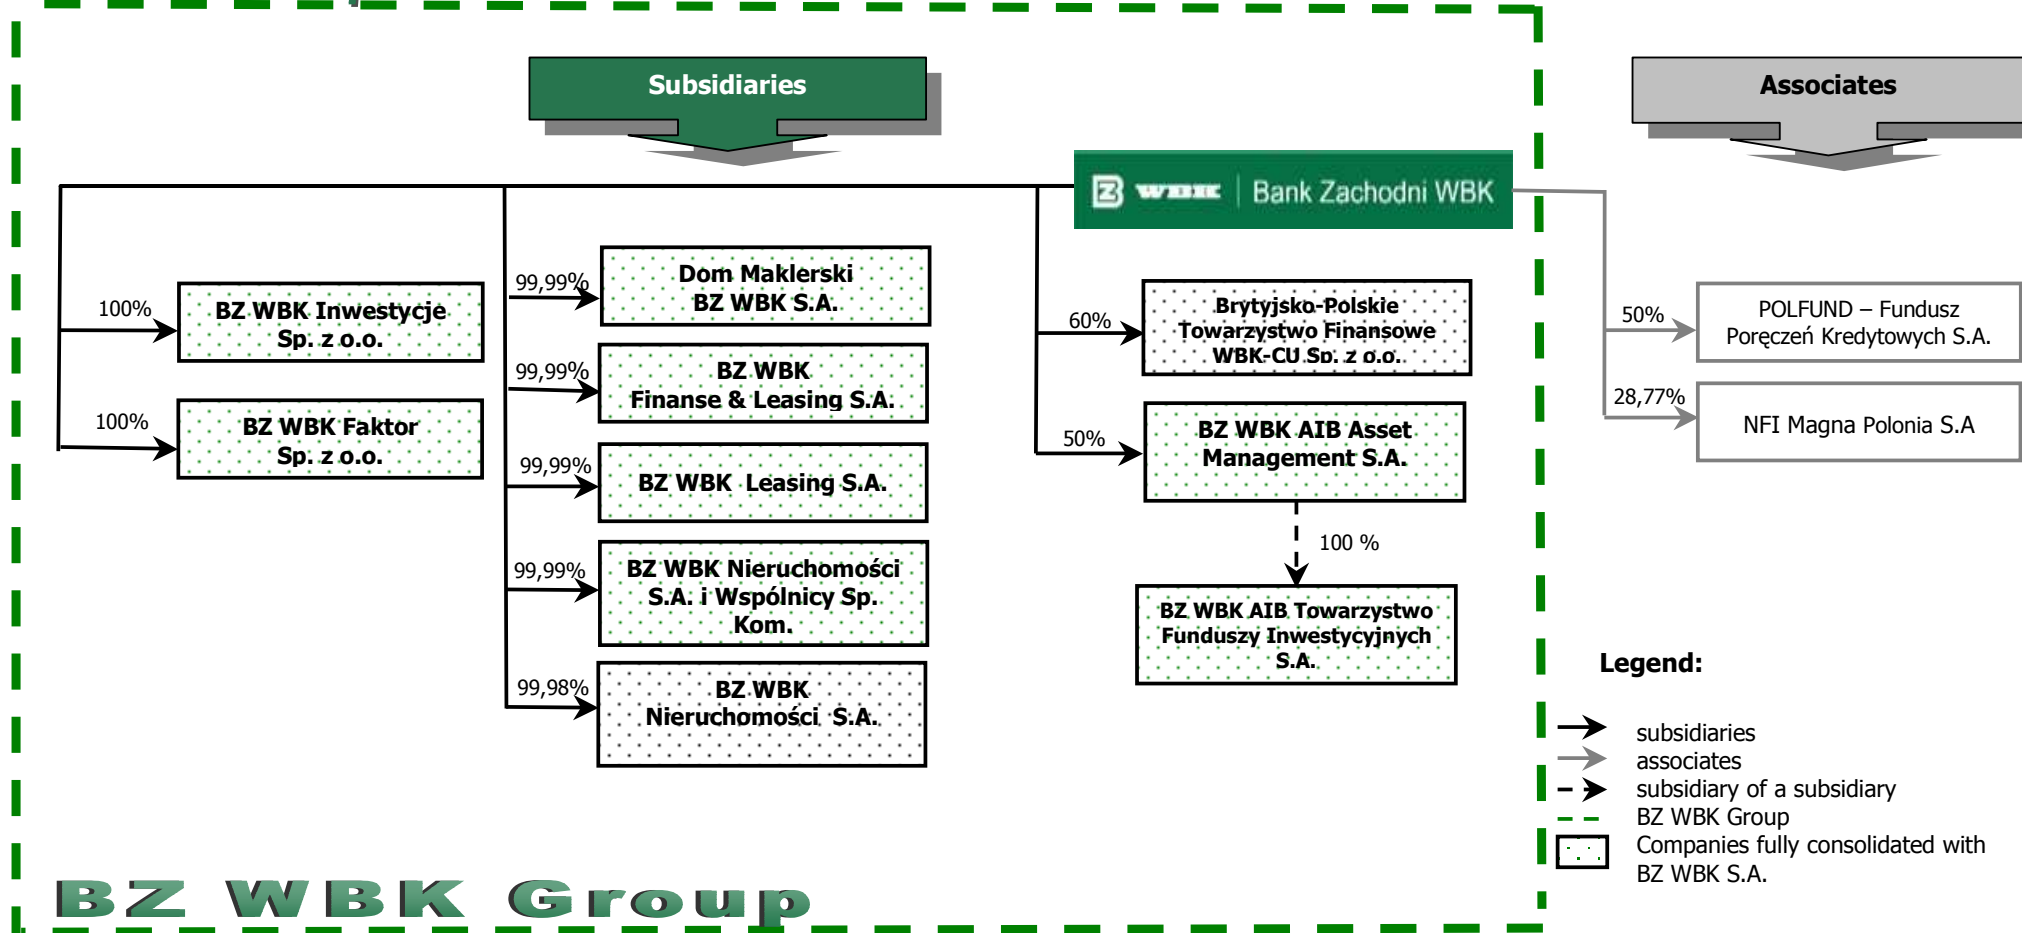 Subsidiaries
Associates
BZ WBK | Bank Zachodni WBK
100%
BZ WBK Inwestycje
Sp. z o.o.
100%
BZ WBK Faktor
Sp. z o.o.
99,99%
Dom Maklerski
BZ WBK S.A.
99,99%
BZ WBK
Finanse & Leasing S.A.
99,99%
BZ WBK Leasing S.A.
99,99%
BZ WBK Nieruchomości
S.A. i Wspólnicy Sp.
Kom.
99,98%
BZ WBK
Nieruchomości S.A.
60%
Brytyjsko-Polskie
Towarzystwo Finansowe
WBK-CU Sp. z o.o.
50%
BZ WBK AIB Asset
Management S.A.
100 %
BZ WBK AIB Towarzystwo
Funduszy Inwestycyjnych
S.A.
50%
POLFUND – Fundusz
Poręczeń Kredytowych S.A.
28,77%
NFI Magna Polonia S.A
Legend:
subsidiaries
associates
subsidiary of a subsidiary
BZ WBK Group
Companies fully consolidated with
BZ WBK S.A.
BZ WBK Group